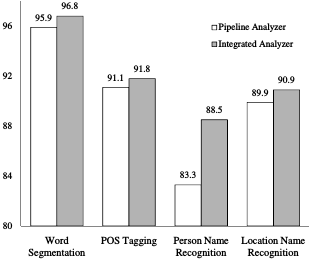 96.8
95.9
96
Pipeline Analyzer
Integrated Analyzer
92
91.1
91.8
90.9
89.9
88.5
88
83.3
84
80
Word
Segmentation
POS Tagging
Person Name
Recognition
Location Name
Recognition